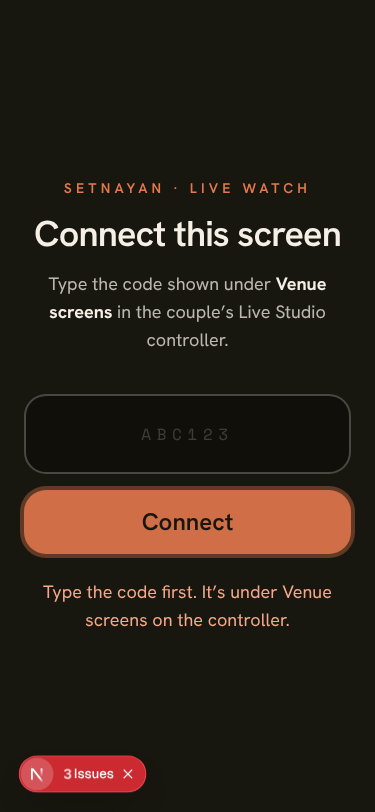 SETNAYAN · LIVE WATCH
Connect this screen
Type the code shown under Venue
screens in the couple’s Live Studio
controller.
ABC123
Connect
Type the code first. It’s under Venue
screens on the controller.
N 3 Issues ×